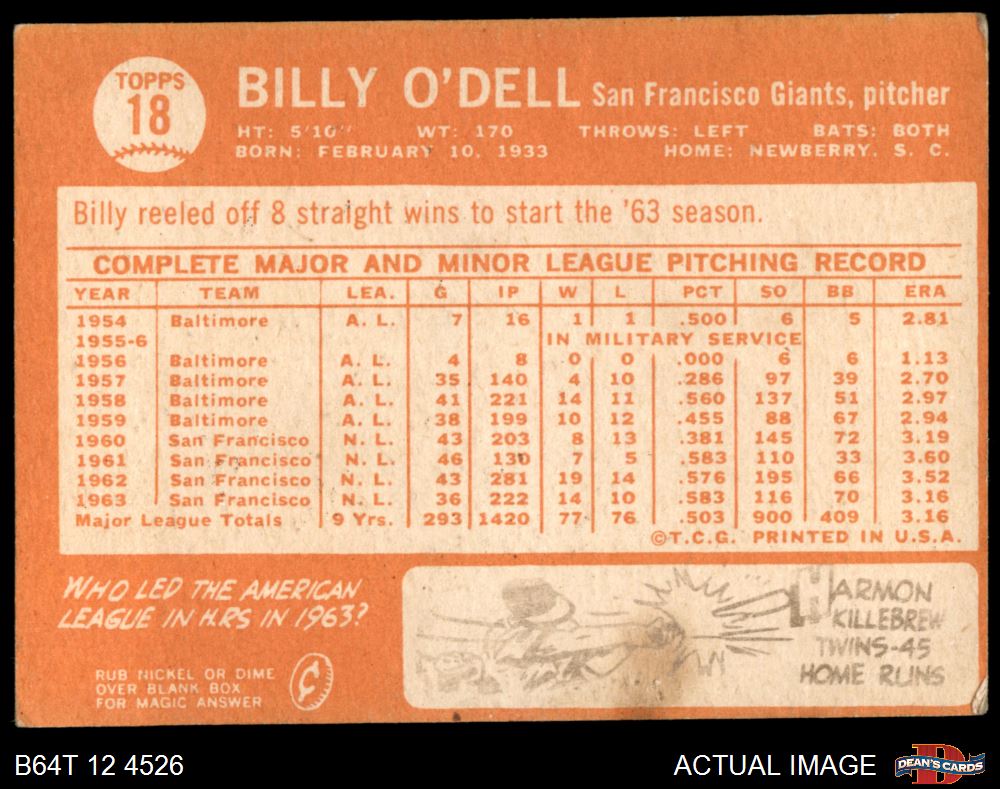 TOPPS
18
BILLY O'DELL San Francisco Giants, pitcher
HT: 5'10" WT: 170 THROWS: LEFT BATS: BOTH
BORN: FEBRUARY 10, 1933 HOME: NEWBERRY, S. C.
Billy reeled off 8 straight wins to start the '63 season.
COMPLETE MAJOR AND MINOR LEAGUE PITCHING RECORD
YEAR TEAM LEA. G IP W L PCT SO BB ERA
1954 Baltimore A. L. 7 16 1 1 .500 6 5 2.81
1955-6 IN MILITARY SERVICE
1956 Baltimore A. L. 4 8 0 0 .000 6 6 1.13
1957 Baltimore A. L. 35 140 4 10 .286 97 39 2.70
1958 Baltimore A. L. 41 221 14 11 .560 137 51 2.97
1959 Baltimore A. L. 38 199 10 12 .455 88 67 2.94
1960 San Francisco N. L. 43 203 8 13 .381 145 72 3.19
1961 San Francisco N. L. 46 130 7 5 .583 110 33 3.60
1962 San Francisco N. L. 43 281 19 14 .576 195 66 3.52
1963 San Francisco N. L. 36 222 14 10 .583 116 70 3.16
Major League Totals 9 Yrs. 293 1420 77 76 .503 900 409 3.16
©T.C.G. PRINTED IN U.S.A.
WHO LED THE AMERICAN
LEAGUE IN H.RS IN 1963?
RUB NICKEL OR DIME
OVER BLANK BOX
FOR MAGIC ANSWER
HARMON
KILLEBREW
TWINS-45
HOME RUNS
B64T 12 4526
ACTUAL IMAGE
D
DEAN'S CARDS